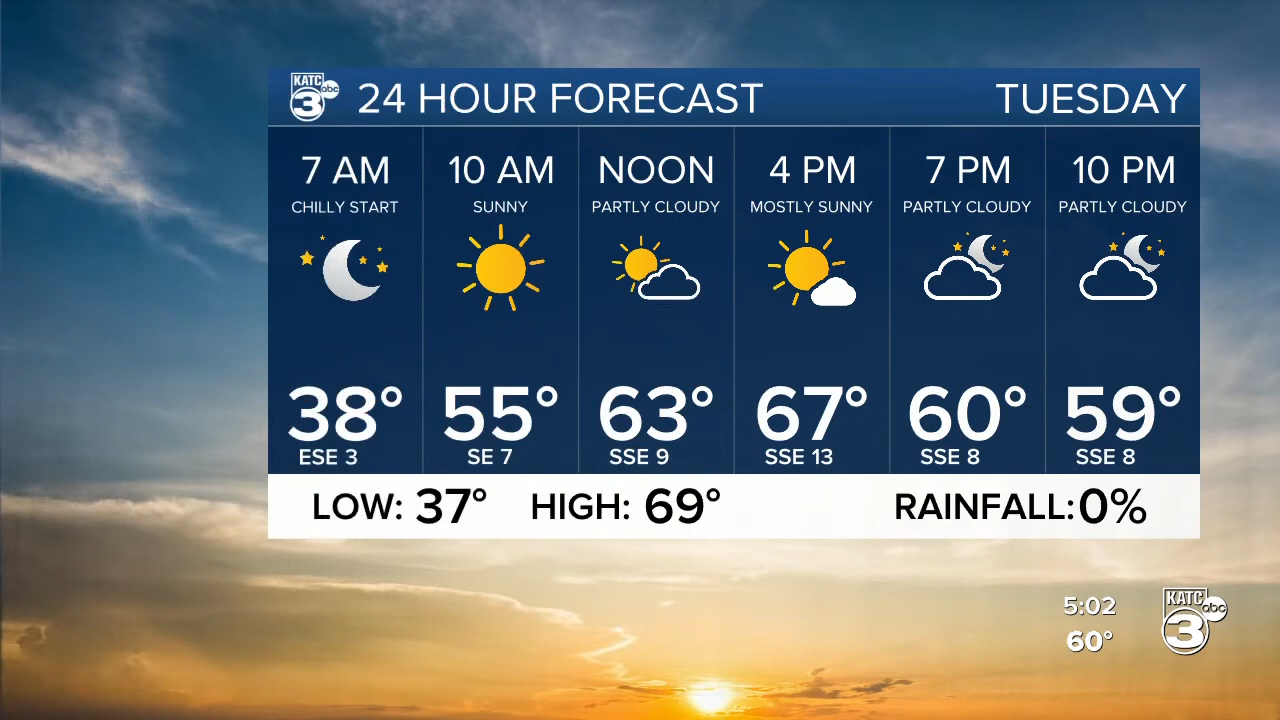 KATC abc 3 24 HOUR FORECAST TUESDAY
7 AM 10 AM NOON 4 PM 7 PM 10 PM
CHILLY START SUNNY PARTLY CLOUDY MOSTLY SUNNY PARTLY CLOUDY PARTLY CLOUDY
38° 55° 63° 67° 60° 59°
ESE 3 SE 7 SSE 9 SSE 13 SSE 8 SSE 8
LOW: 37° HIGH: 69° RAINFALL: 0%
5:02
60°
KATC abc
3